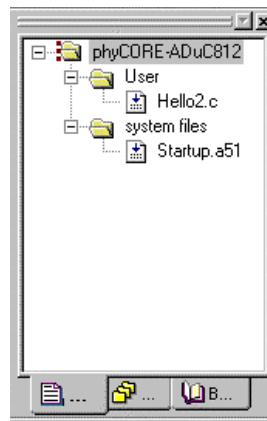 phyCORE-ADuC812
User
Hello2.c
system files
Startup.a51
... ... B...